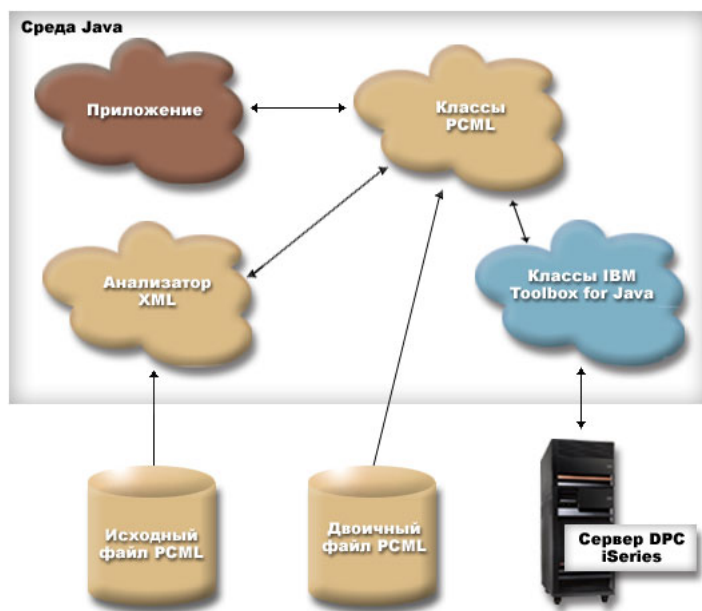 Среда Java
Приложение
Классы
PCML
Анализатор
XML
Классы IBM
Toolbox for Java
Исходный
файл PCML
Двоичный
файл PCML
Сервер DPC
iSeries